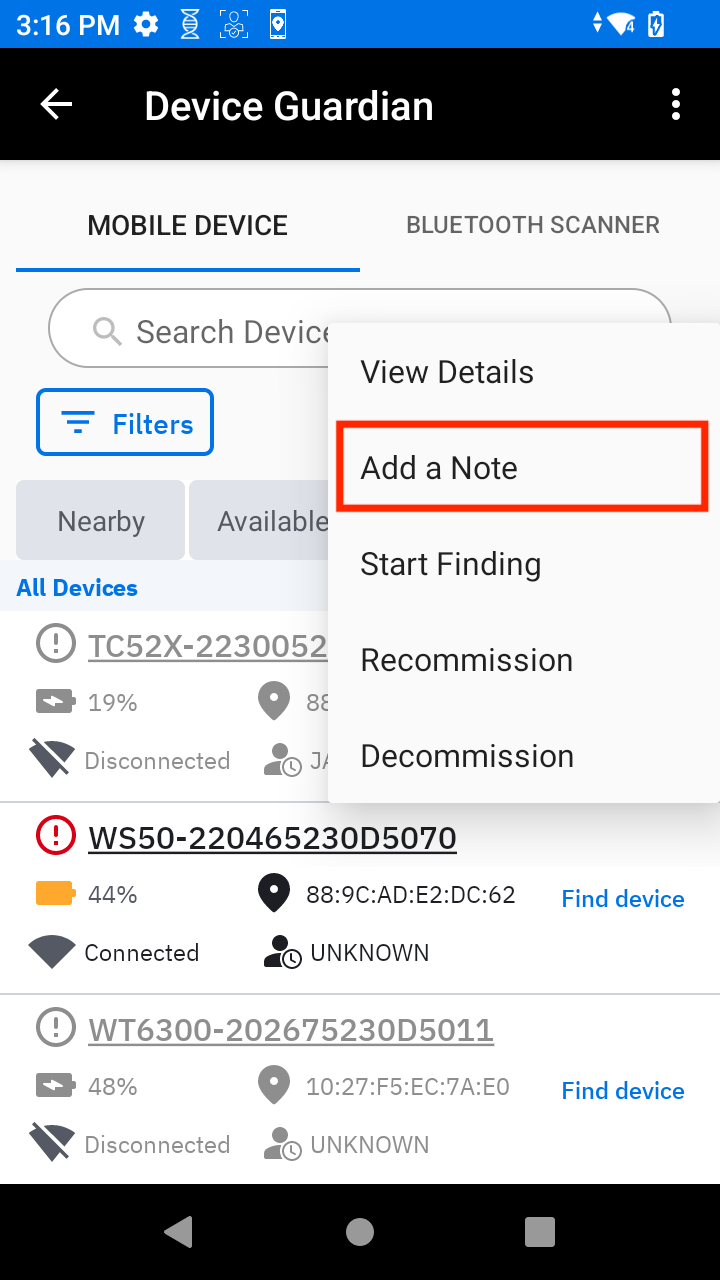 3:16 PM
4
Device Guardian
MOBILE DEVICE
BLUETOOTH SCANNER
Search Device
View Details
Filters
Add a Note
Nearby
Available
Start Finding
All Devices
TC52X-2230052
Recommission
19%
88
Disconnected
JA
Decommission
WS50-220465230D5070
44%
88:9C:AD:E2:DC:62
Find device
Connected
UNKNOWN
WT6300-202675230D5011
48%
10:27:F5:EC:7A:E0
Find device
Disconnected
UNKNOWN